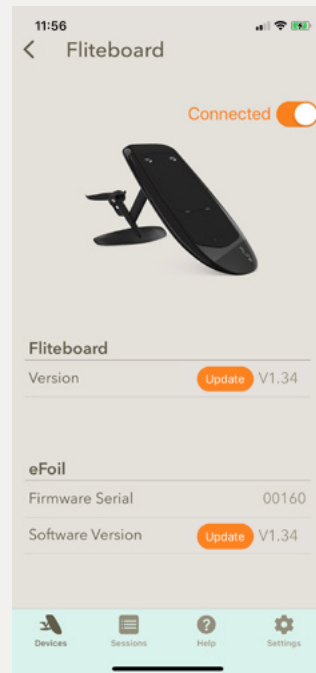 11:56
Fliteboard
Connected
Fliteboard
Version Update V1.34
eFoil
Firmware Serial 00160
Software Version Update V1.34
Devices Sessions Help Settings